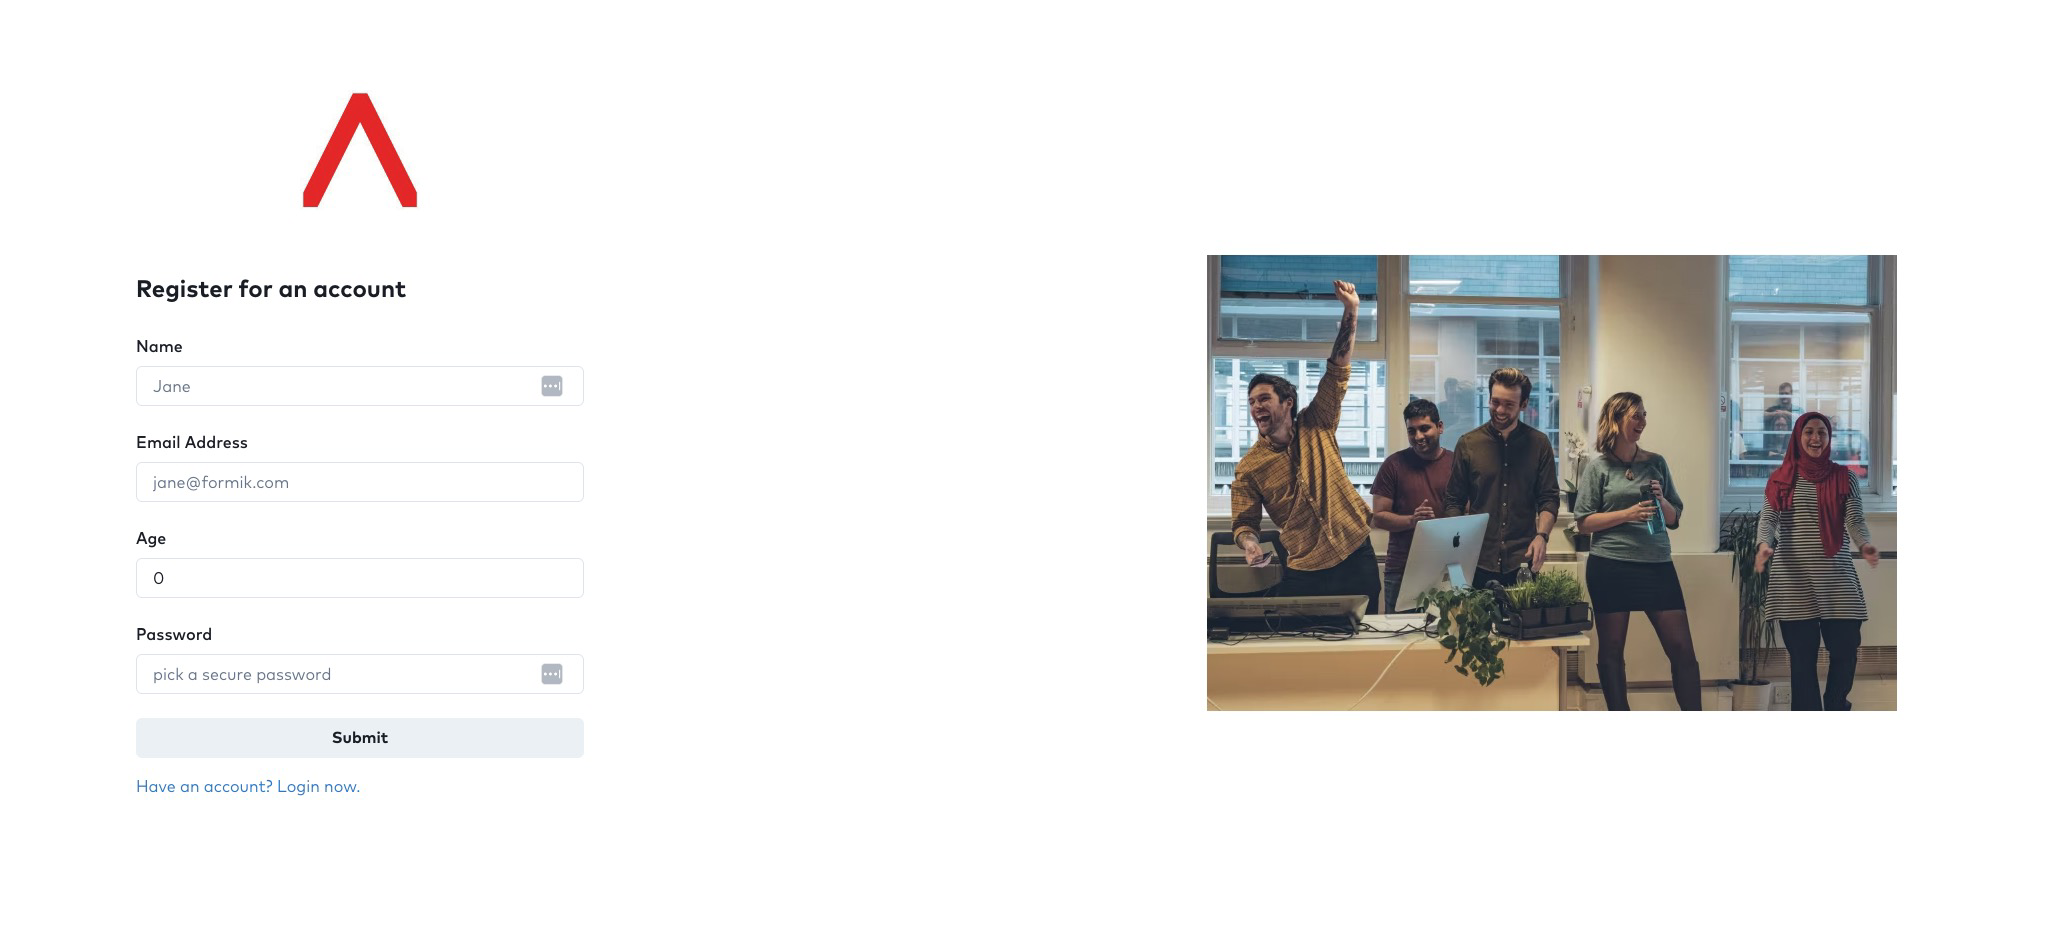 Register for an account
Name
Jane
Email Address
jane@formik.com
Age
0
Password
pick a secure password
Submit
Have an account? Login now.